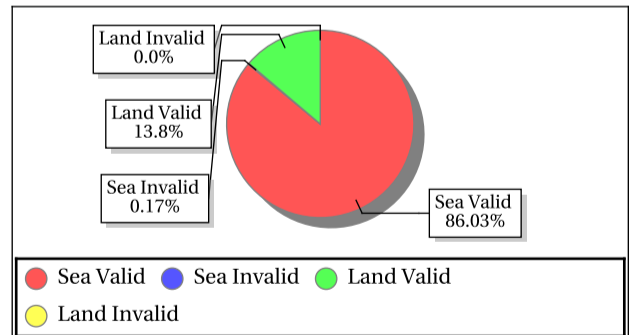 Land Invalid
0.0%
Land Valid
13.8%
Sea Invalid
0.17%
Sea Valid
86.03%
Sea Valid Sea Invalid Land Valid
Land Invalid